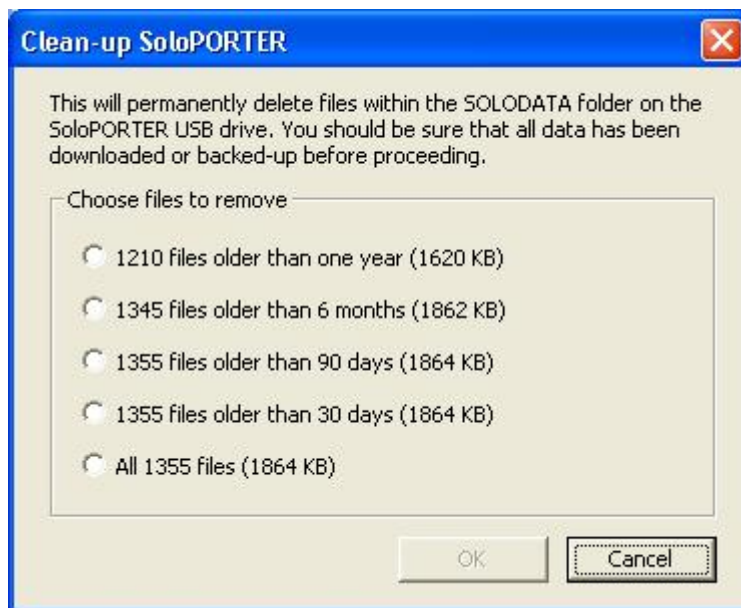 Clean-up SoloPORTER
This will permanently delete files within the SOLODATA folder on the
SoloPORTER USB drive. You should be sure that all data has been
downloaded or backed-up before proceeding.
Choose files to remove
1210 files older than one year (1620 KB)
1345 files older than 6 months (1862 KB)
1355 files older than 90 days (1864 KB)
1355 files older than 30 days (1864 KB)
All 1355 files (1864 KB)
OK
Cancel